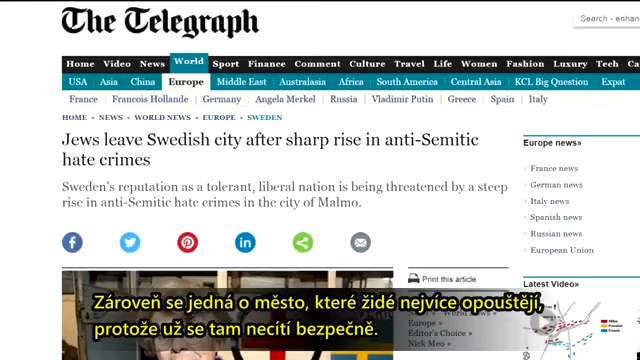 The Telegraph
Search - enhan
Home Video News World Sport Finance Comment Culture Travel Life Women Fashion Luxury Tech Ca
USA Asia China Europe Middle East Australasia Africa South America Central Asia KCL Big Question Expat
France Francois Hollande Germany Angela Merkel Russia Vladimir Putin Greece Spain Italy
HOME » NEWS » WORLD NEWS » EUROPE » SWEDEN
Jews leave Swedish city after sharp rise in anti-Semitic
hate crimes
Sweden's reputation as a tolerant, liberal nation is being threatened by a steep
rise in anti-Semitic hate crimes in the city of Malmo.
Europe news»
France news
German news
Italy news
Spanish news
Russian news
European Union
Print this article
Latest Video»
Zároveň se jedná o město, které židé nejvíce opouštějí,
protože už se tam necítí bezpečně.
News »
World News »
Europe »
Editor's Choice »
Nick Meo »